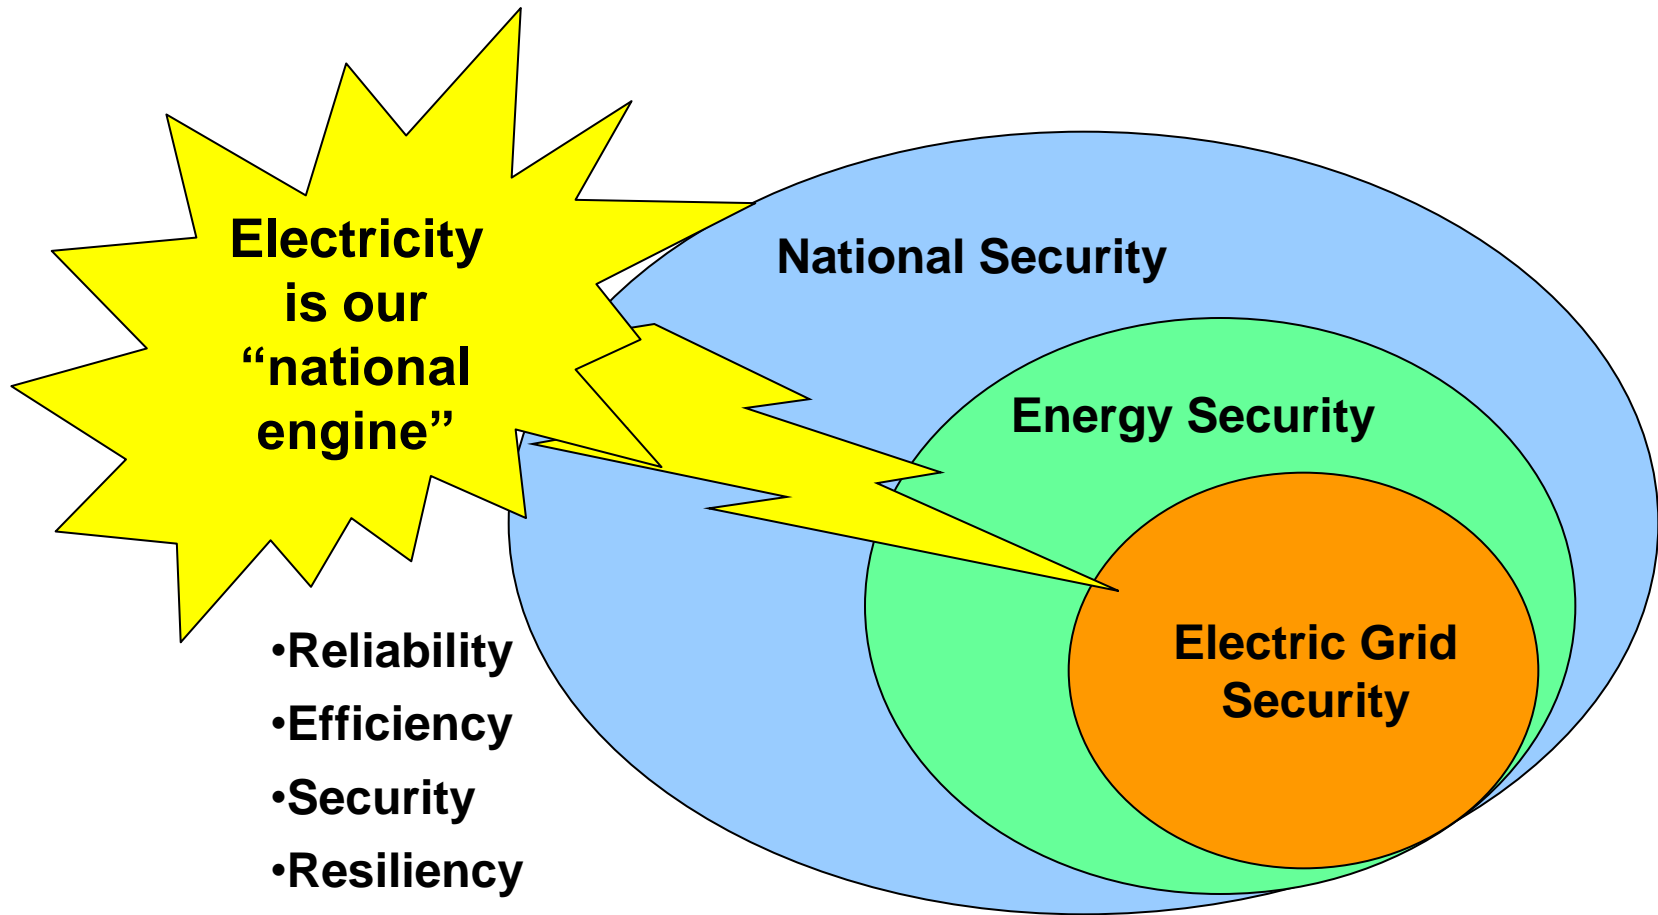 Electricity
is our
“national
engine”
National Security
Energy Security
Electric Grid
Security
•Reliability
•Efficiency
•Security
•Resiliency